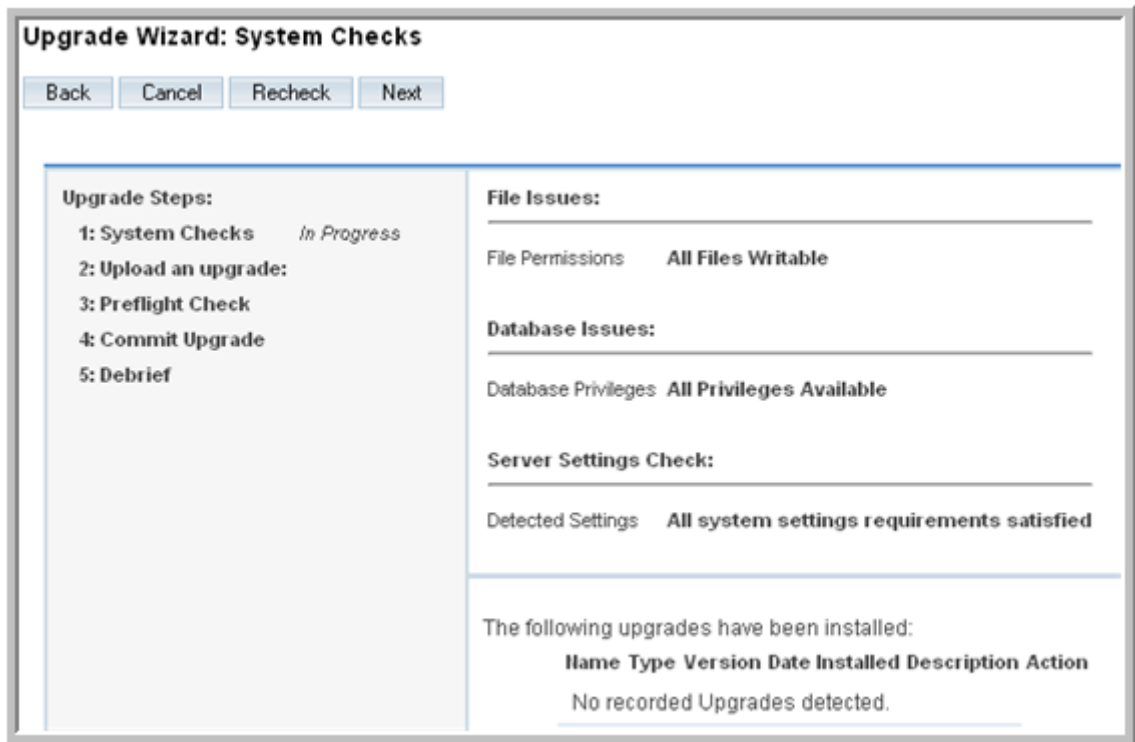 Upgrade Wizard: System Checks
Back Cancel Recheck Next
Upgrade Steps:
1: System Checks In Progress
2: Upload an upgrade:
3: Preflight Check
4: Commit Upgrade
5: Debrief
File Issues:
File Permissions All Files Writable
Database Issues:
Database Privileges All Privileges Available
Server Settings Check:
Detected Settings All system settings requirements satisfied
The following upgrades have been installed:
Name Type Version Date Installed Description Action
No recorded Upgrades detected.